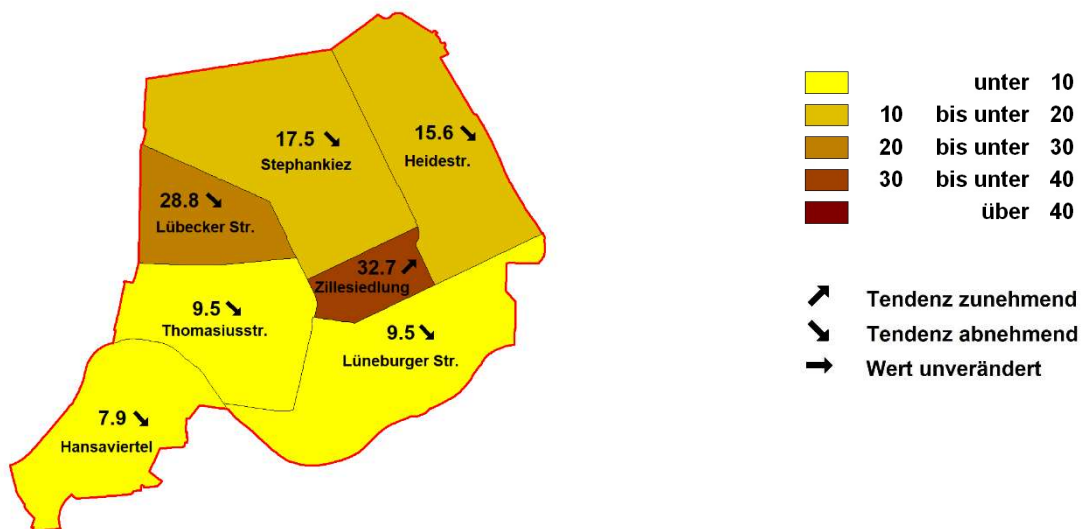 17.5
Stephankiez
15.6
Heidestr.
28.8
Lübecker Str.
32.7
Zillesiedlung
9.5
Thomasiusstr.
9.5
Lüneburger Str.
7.9
Hansaviertel
unter 10
10 bis unter 20
20 bis unter 30
30 bis unter 40
über 40
Tendenz zunehmend
Tendenz abnehmend
Wert unverändert